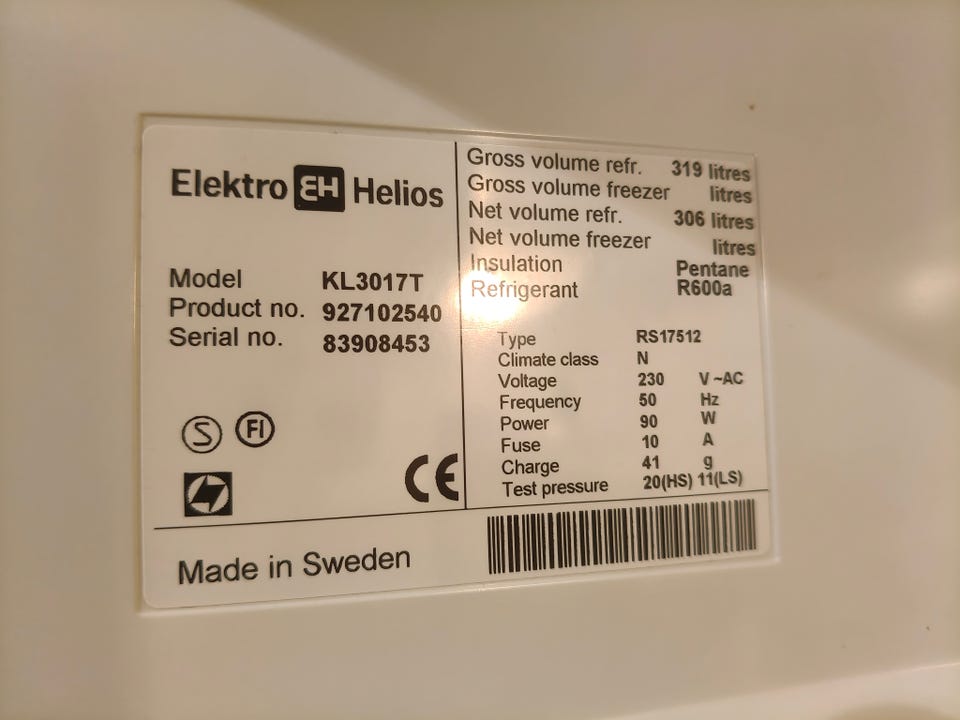 Elektro EH Helios
Model KL3017T
Product no. 927102540
Serial no. 83908453
S FI
CE
Made in Sweden
Gross volume refr. 319 litres
Gross volume freezer litres
Net volume refr. 306 litres
Net volume freezer litres
Insulation Pentane
Refrigerant R600a
Type RS17512
Climate class N
Voltage 230 V ~AC
Frequency 50 Hz
Power 90 W
Fuse 10 A
Charge 41 g
Test pressure 20(HS) 11(LS)